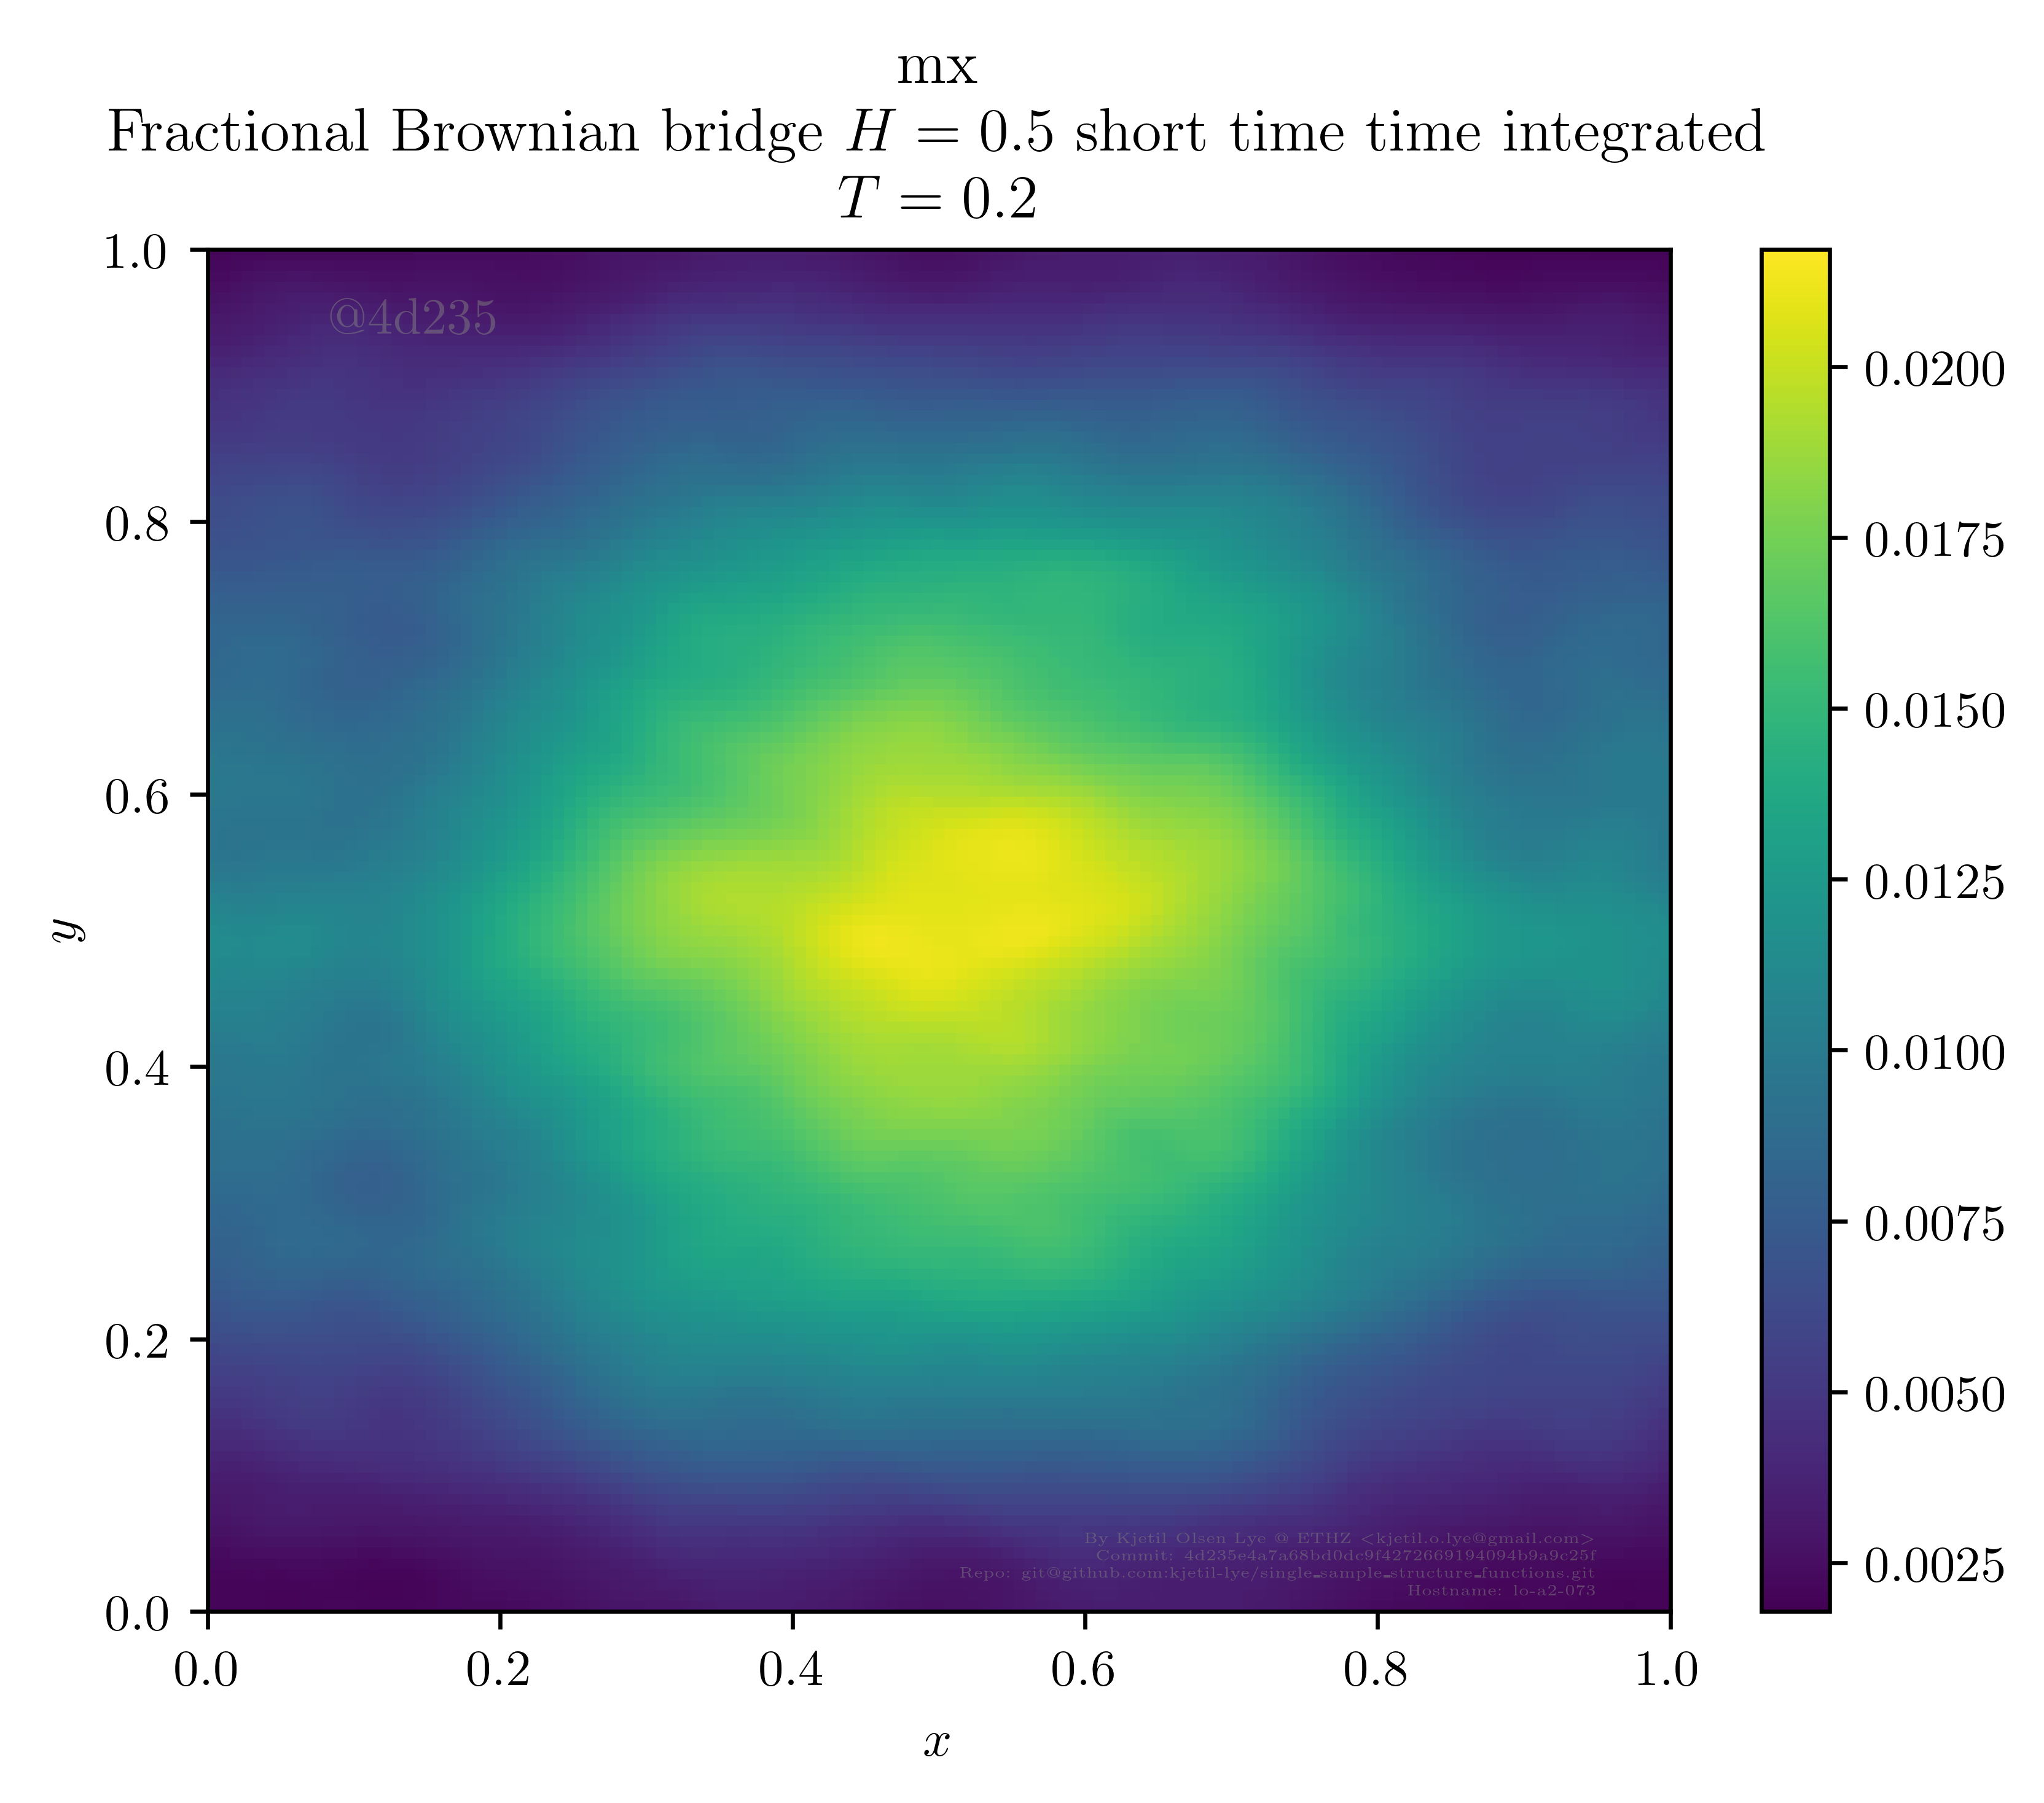 mx
Fractional Brownian bridge H = 0.5 short time time integrated
T = 0.2
1.0
@4d235
0.0200
0.8
0.0175
0.0150
0.6
0.0125
y
0.4
0.0100
0.0075
0.2
0.0050
By Kjetil Olsen Lye @ ETHZ <kjetil.o.lye@gmail.com>
Commit: 4d235e4a7a68bd0dc9f4272669194094b9a9c25f
Repo: git@github.com:kjetil-lye/single_sample_structure_functions.git
Hostname: lo-a2-073
0.0025
0.0
0.0 0.2 0.4 0.6 0.8 1.0
x